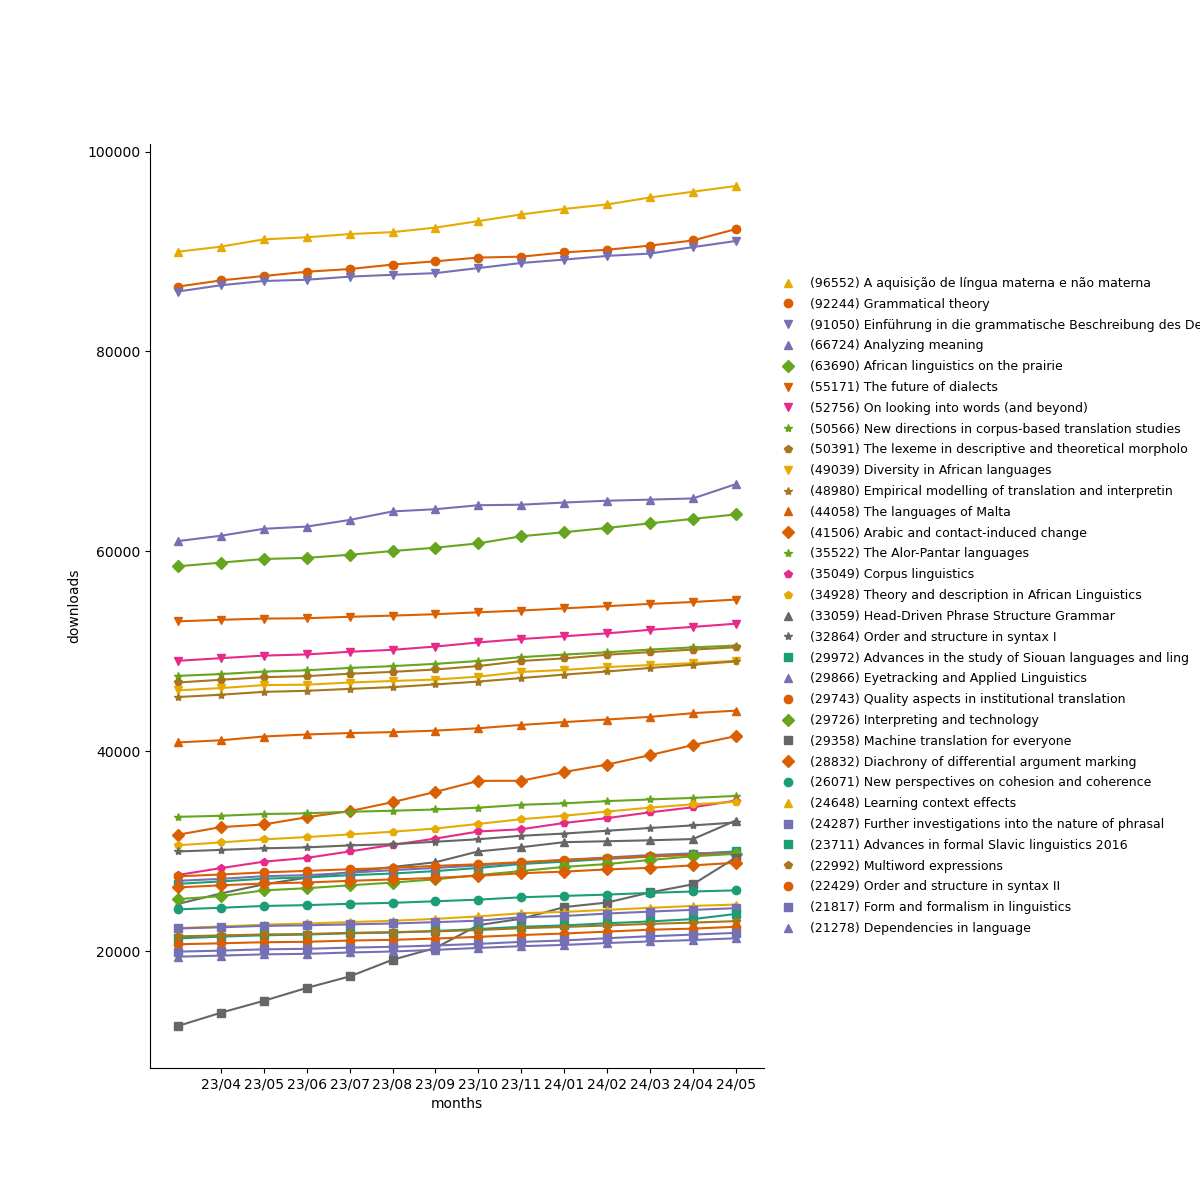 100000
80000
60000
40000
20000
downloads
23/04 23/05 23/06 23/07 23/08 23/09 23/10 23/11 24/01 24/02 24/03 24/04 24/05
months
(96552) A aquisição de língua materna e não materna
(92244) Grammatical theory
(91050) Einführung in die grammatische Beschreibung des De
(66724) Analyzing meaning
(63690) African linguistics on the prairie
(55171) The future of dialects
(52756) On looking into words (and beyond)
(50566) New directions in corpus-based translation studies
(50391) The lexeme in descriptive and theoretical morpholo
(49039) Diversity in African languages
(48980) Empirical modelling of translation and interpretin
(44058) The languages of Malta
(41506) Arabic and contact-induced change
(35522) The Alor-Pantar languages
(35049) Corpus linguistics
(34928) Theory and description in African Linguistics
(33059) Head-Driven Phrase Structure Grammar
(32864) Order and structure in syntax I
(29972) Advances in the study of Siouan languages and ling
(29866) Eyetracking and Applied Linguistics
(29743) Quality aspects in institutional translation
(29726) Interpreting and technology
(29358) Machine translation for everyone
(28832) Diachrony of differential argument marking
(26071) New perspectives on cohesion and coherence
(24648) Learning context effects
(24287) Further investigations into the nature of phrasal
(23711) Advances in formal Slavic linguistics 2016
(22992) Multiword expressions
(22429) Order and structure in syntax II
(21817) Form and formalism in linguistics
(21278) Dependencies in language